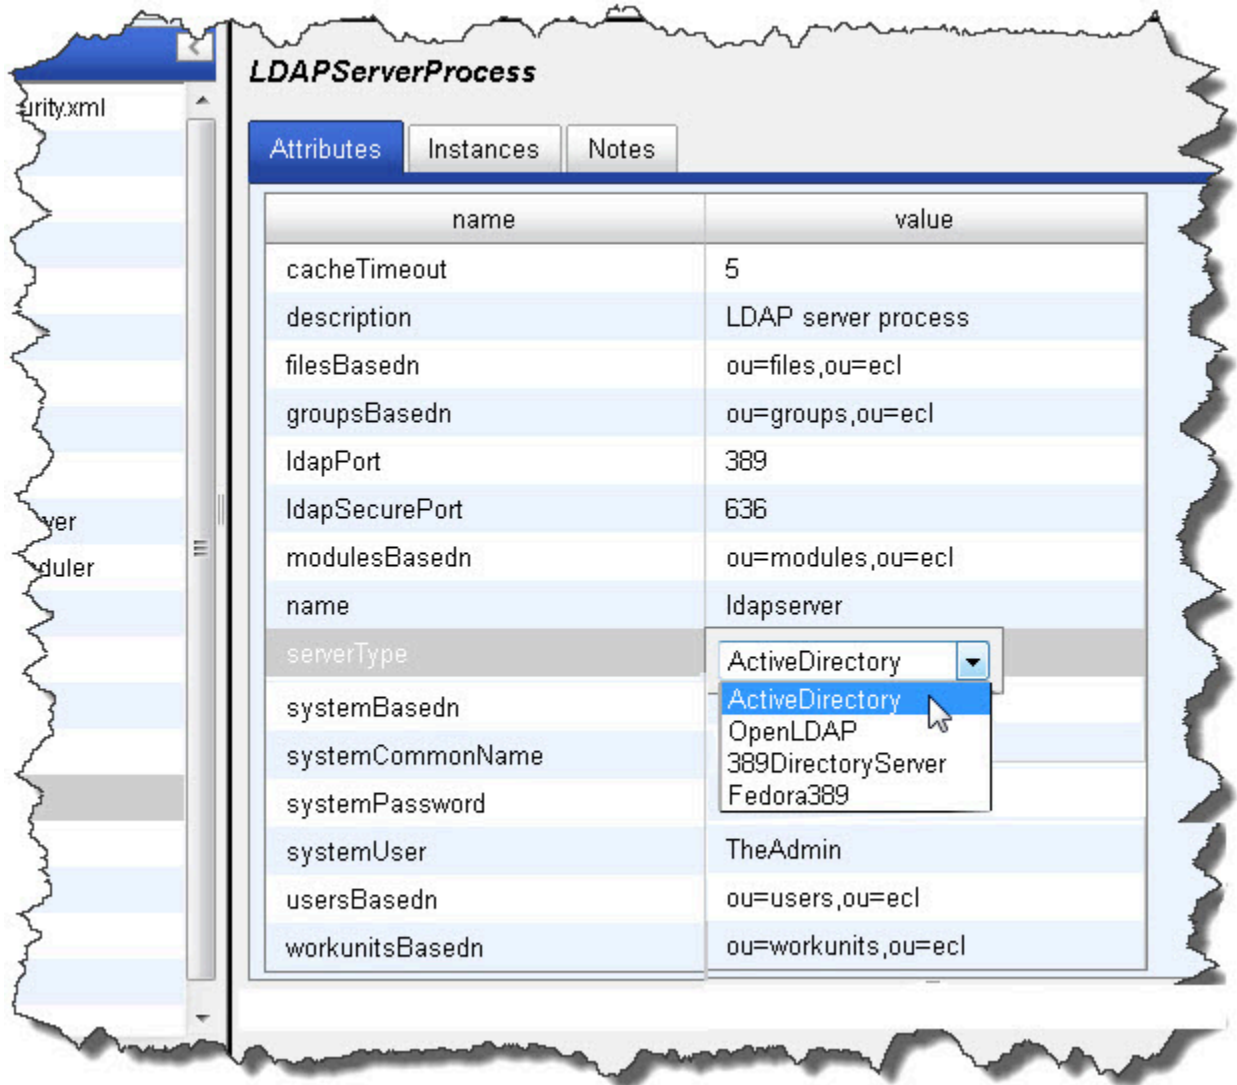 LDAPServerProcess
urity.xml
Attributes Instances Notes
name value
cacheTimeout 5
description LDAP server process
filesBasedn ou=files,ou=ecl
groupsBasedn ou=groups,ou=ecl
ldapPort 389
ldapSecurePort 636
ver
modulesBasedn ou=modules,ou=ecl
duler
name ldapserver
serverType ActiveDirectory
ActiveDirectory
systemBasedn
OpenLDAP
systemCommonName
389DirectoryServer
systemPassword
Fedora389
systemUser TheAdmin
usersBasedn ou=users,ou=ecl
workunitsBasedn ou=workunits,ou=ecl